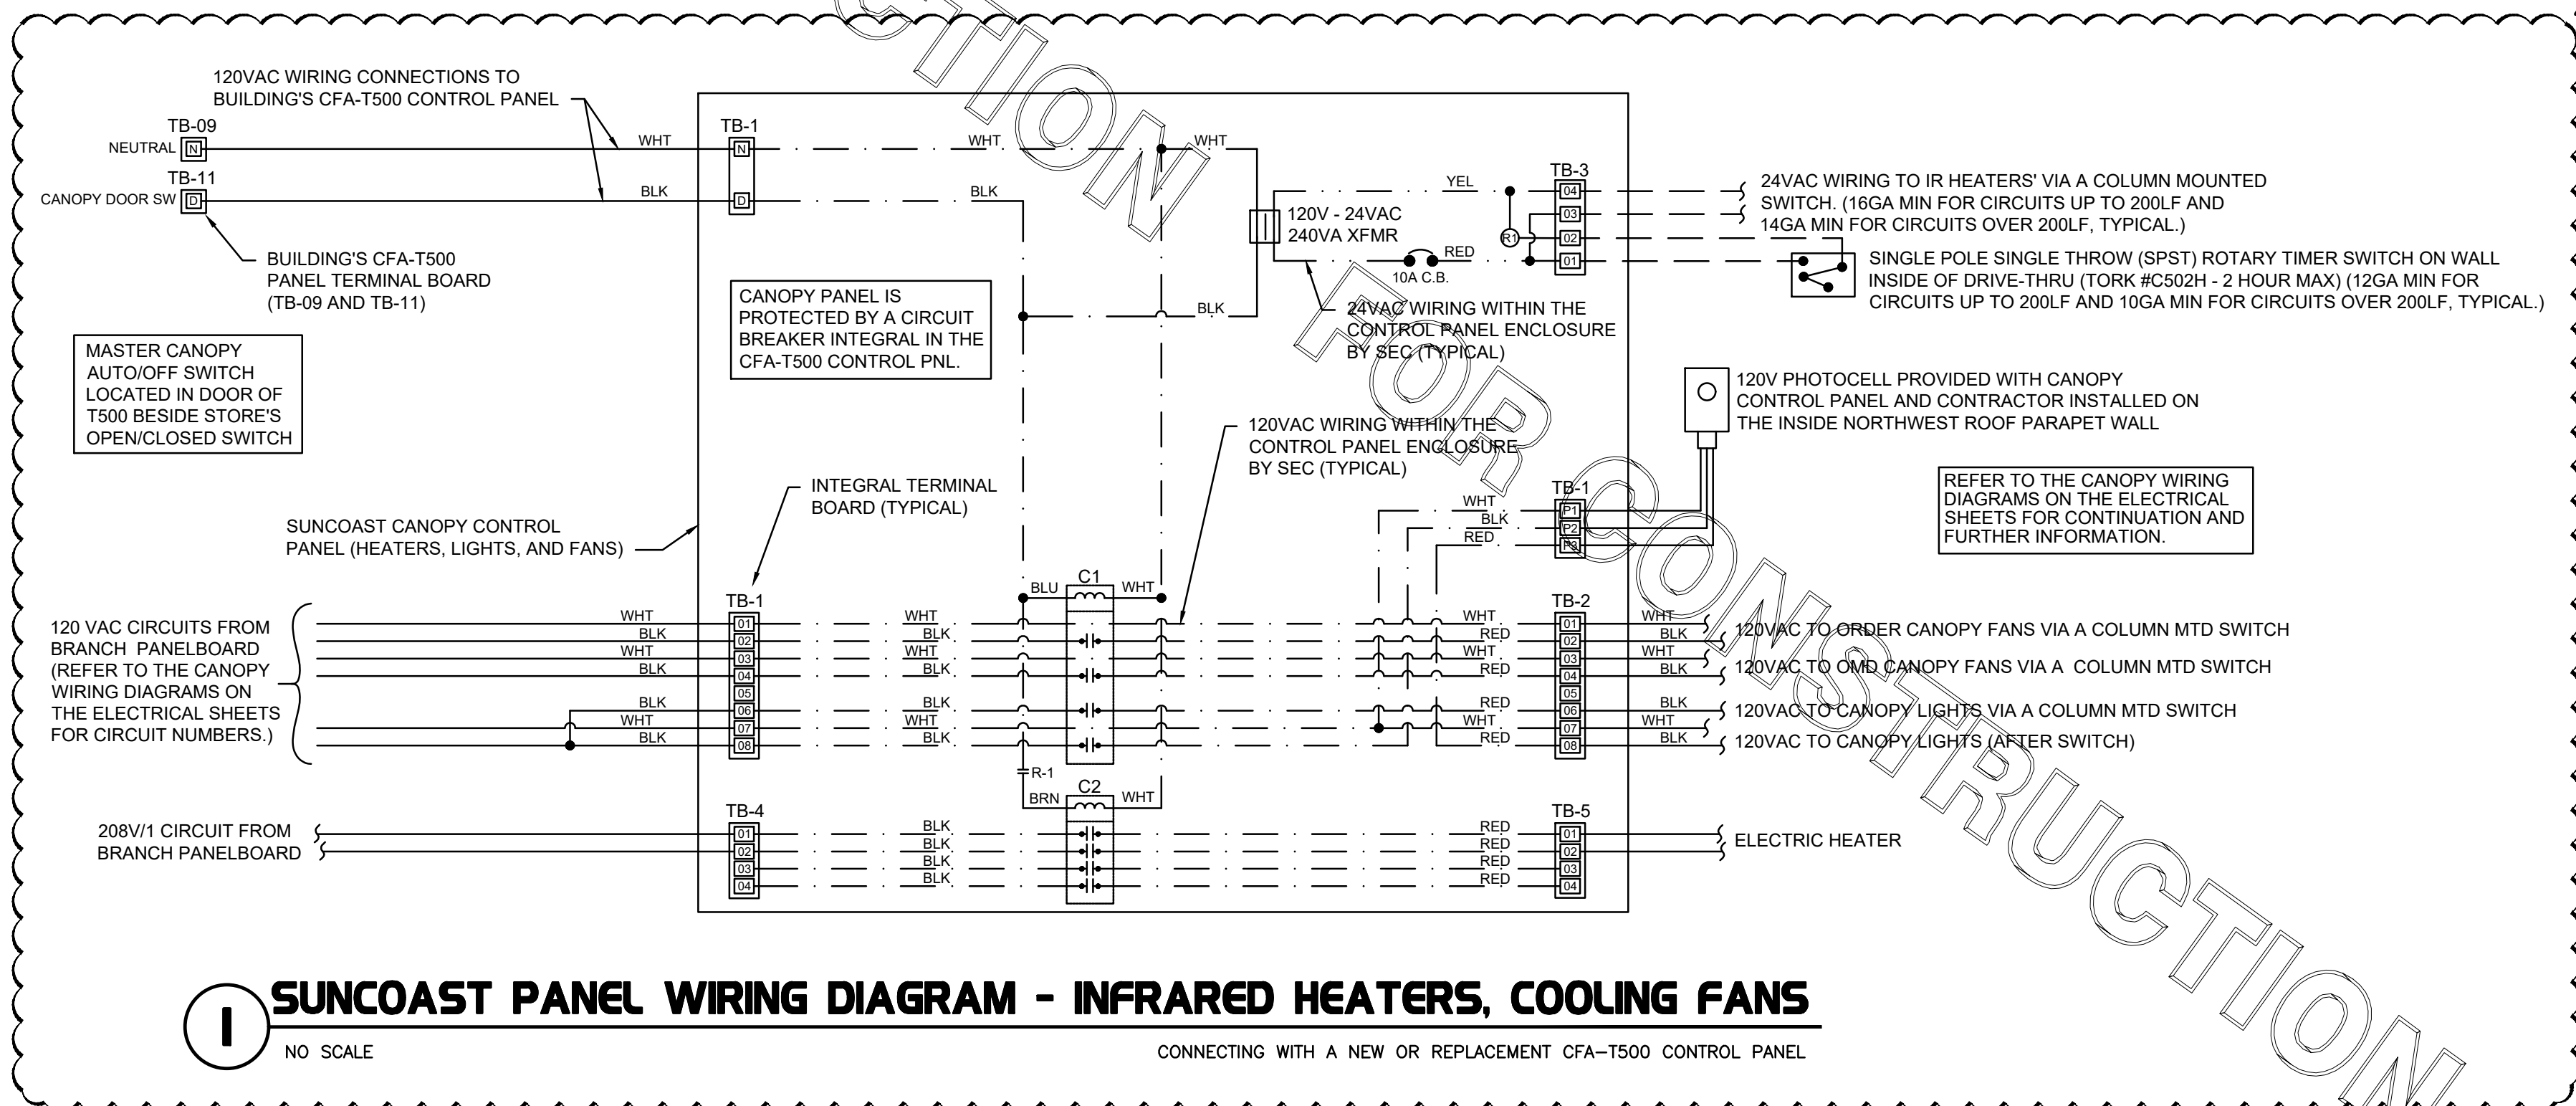 120VAC WIRING CONNECTIONS TO
BUILDING'S CFA-T500 CONTROL PANEL
TB-09
NEUTRAL N
WHT
TB-11
CANOPY DOOR SW D
BLK
BUILDING'S CFA-T500
PANEL TERMINAL BOARD
(TB-09 AND TB-11)
MASTER CANOPY
AUTO/OFF SWITCH
LOCATED IN DOOR OF
T500 BESIDE STORE'S
OPEN/CLOSED SWITCH
TB-1
N
D
WHT
WHT
BLK
BLK
CANOPY PANEL IS
PROTECTED BY A CIRCUIT
BREAKER INTEGRAL IN THE
CFA-T500 CONTROL PNL.
120V - 24VAC
240VA XFMR
YEL
R1
RED
10A C.B.
TB-3
04
03
02
01
24VAC WIRING WITHIN THE
CONTROL PANEL ENCLOSURE
BY SEC (TYPICAL)
24VAC WIRING TO IR HEATERS' VIA A COLUMN MOUNTED
SWITCH. (16GA MIN FOR CIRCUITS UP TO 200LF AND
14GA MIN FOR CIRCUITS OVER 200LF, TYPICAL.)
SINGLE POLE SINGLE THROW (SPST) ROTARY TIMER SWITCH ON WALL
INSIDE OF DRIVE-THRU (TORK #C502H - 2 HOUR MAX) (12GA MIN FOR
CIRCUITS UP TO 200LF AND 10GA MIN FOR CIRCUITS OVER 200LF, TYPICAL.)
120V PHOTOCELL PROVIDED WITH CANOPY
CONTROL PANEL AND CONTRACTOR INSTALLED ON
THE INSIDE NORTHWEST ROOF PARAPET WALL
REFER TO THE CANOPY WIRING
DIAGRAMS ON THE ELECTRICAL
SHEETS FOR CONTINUATION AND
FURTHER INFORMATION.
120VAC WIRING WITHIN THE
CONTROL PANEL ENCLOSURE
BY SEC (TYPICAL)
INTEGRAL TERMINAL
BOARD (TYPICAL)
SUNCOAST CANOPY CONTROL
PANEL (HEATERS, LIGHTS, AND FANS)
TB-1
WHT P1
BLK P2
RED P3
120 VAC CIRCUITS FROM
BRANCH PANELBOARD
(REFER TO THE CANOPY
WIRING DIAGRAMS ON
THE ELECTRICAL SHEETS
FOR CIRCUIT NUMBERS.)
TB-1
C1
BLU WHT
TB-2
WHT 01 WHT WHT 01 WHT
BLK 02 BLK RED 02 BLK
WHT 03 WHT WHT 03 WHT
BLK 04 BLK RED 04 BLK
05 05
BLK 06 BLK RED 06 BLK
WHT 07 WHT WHT 07 WHT
BLK 08 BLK RED 08 BLK
120VAC TO ORDER CANOPY FANS VIA A COLUMN MTD SWITCH
120VAC TO OMD CANOPY FANS VIA A COLUMN MTD SWITCH
120VAC TO CANOPY LIGHTS VIA A COLUMN MTD SWITCH
120VAC TO CANOPY LIGHTS (AFTER SWITCH)
R-1
C2
BRN WHT
208V/1 CIRCUIT FROM
BRANCH PANELBOARD
TB-4
TB-5
01 BLK RED 01
02 BLK RED 02
03 BLK RED 03
04 BLK RED 04
ELECTRIC HEATER
1 SUNCOAST PANEL WIRING DIAGRAM - INFRARED HEATERS, COOLING FANS
NO SCALE
CONNECTING WITH A NEW OR REPLACEMENT CFA-T500 CONTROL PANEL
CTION
FOR CONSTRUCTION